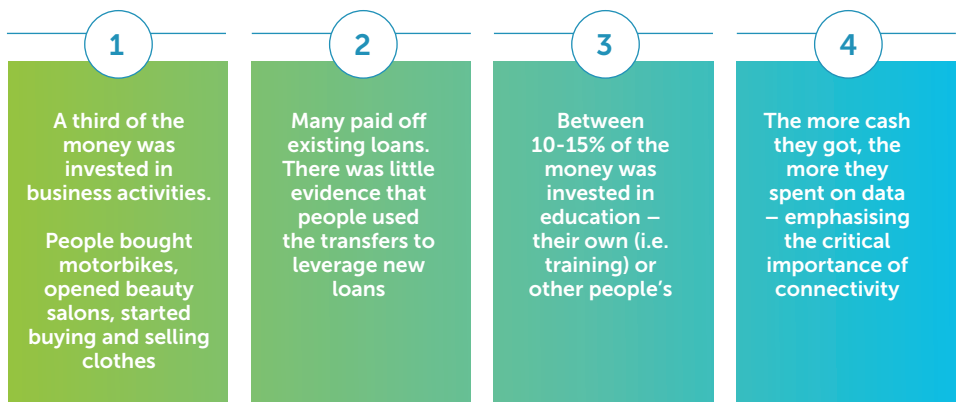 1
A third of the
money was
invested in
business activities.
People bought
motorbikes,
opened beauty
salons, started
buying and selling
clothes
2
Many paid off
existing loans.
There was little
evidence that
people used
the transfers to
leverage new
loans
3
Between
10-15% of the
money was
invested in
education –
their own (i.e.
training) or
other people's
4
The more cash
they got, the
more they
spent on data
– emphasising
the critical
importance of
connectivity